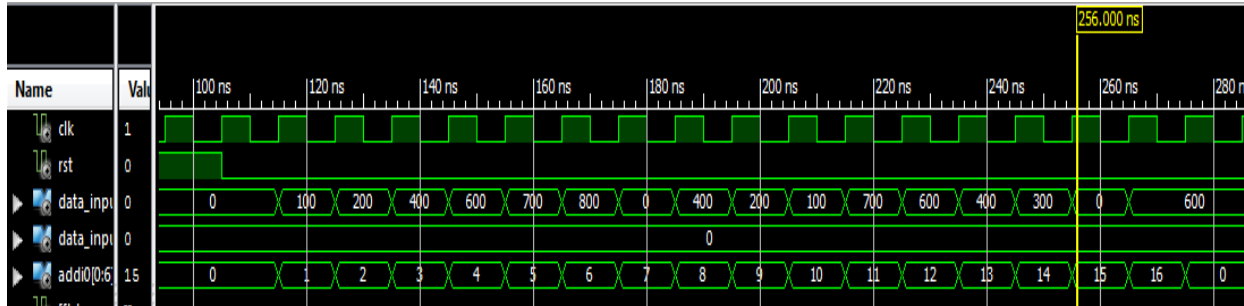 256.000 ns
Name Valu 100 ns 120 ns 140 ns 160 ns 180 ns 200 ns 220 ns 240 ns 260 ns 280 n
clk 1
rst 0
data_inpu 0 0 100 200 400 600 700 800 0 400 200 100 700 600 400 300 0 600
data_inpu 0 0
addi0[0:6] 15 0 1 2 3 4 5 6 7 8 9 10 11 12 13 14 15 16 0